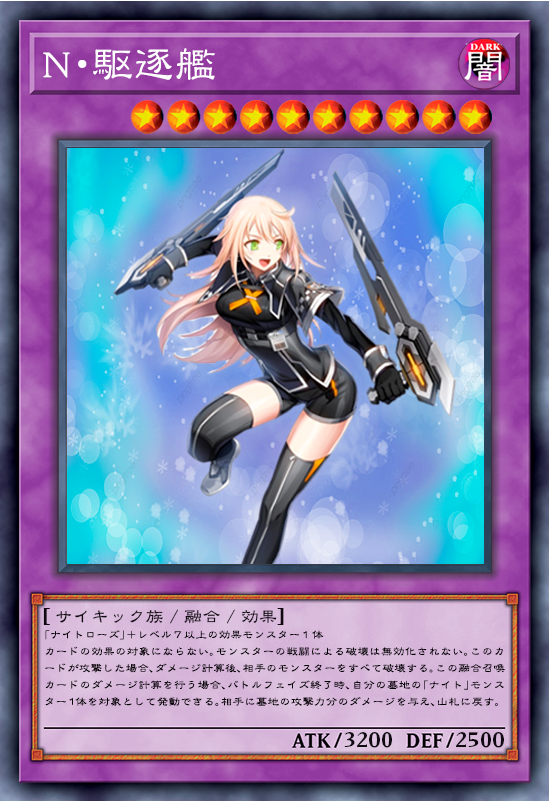 N・駆逐艦
DARK
闇
[サイキック族/融合/効果]
「ナイトローズ」+レベル7以上の効果モンスター1体
カードの効果の対象にならない。モンスターの戦闘による破壊は無効化されない。このカ
ードが攻撃した場合、ダメージ計算後、相手のモンスターをすべて破壊する。この融合召喚
カードのダメージ計算を行う場合、バトルフェイズ終了時、自分の墓地の「ナイト」モンス
ター1体を対象として発動できる。相手に墓地の攻撃力分のダメージを与え、山札に戻す。
ATK/3200 DEF/2500